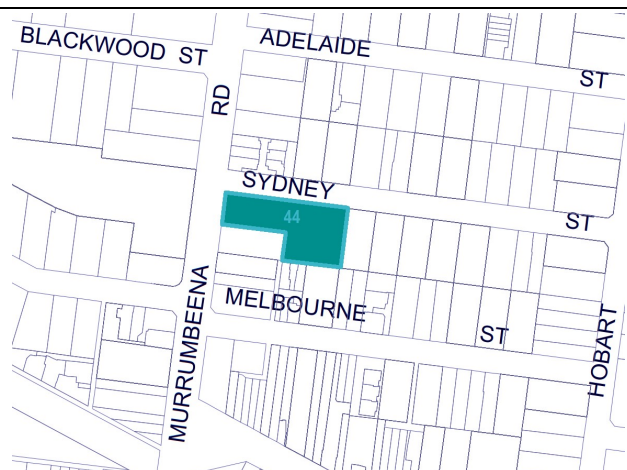 BLACKWOOD ST
ADELAIDE
ST
RD
SYDNEY
44
ST
MELBOURNE
ST
MURRUMBEENA
HOBART